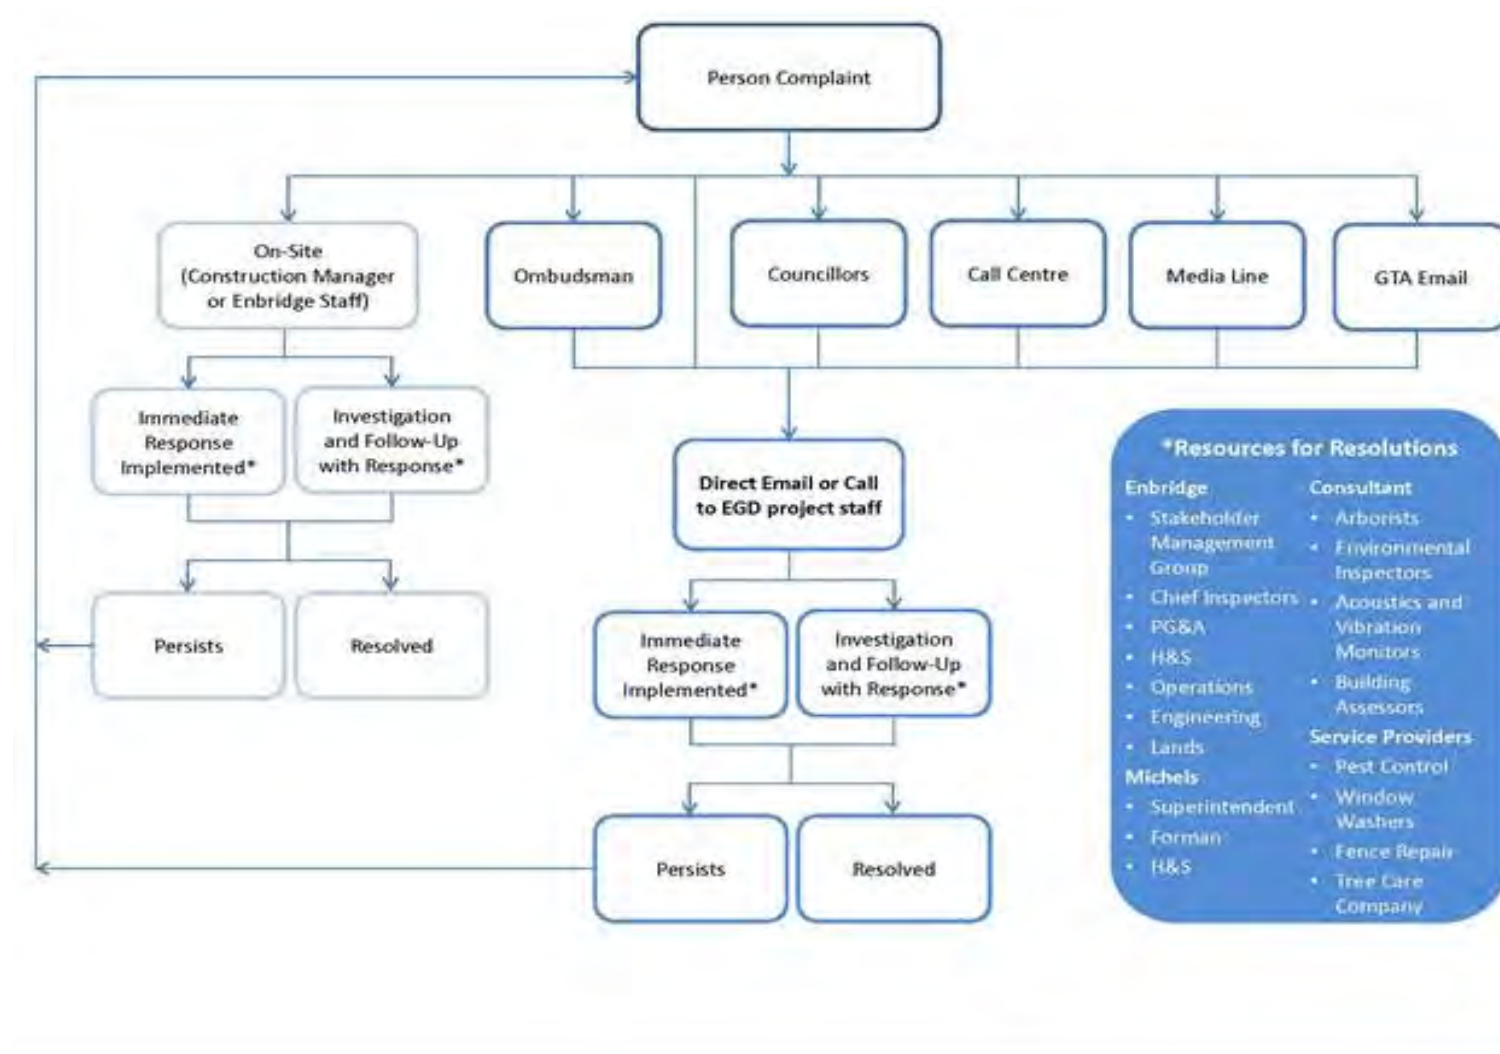 Person Complaint
On-Site
(Construction Manager
or Enbridge Staff)
Ombudsman
Councillors
Call Centre
Media Line
GTA Email
Immediate
Response
Implemented*
Investigation
and Follow-Up
with Response*
Persists
Resolved
Direct Email or Call
to EGD project staff
Immediate
Response
Implemented*
Investigation
and Follow-Up
with Response*
Persists
Resolved
*Resources for Resolutions
Enbridge
• Stakeholder
Management
Group
• Chief Inspectors
• PG&A
• H&S
• Operations
• Engineering
• Lands
Michels
• Superintendent
• Forman
• H&S
Consultant
• Arborists
• Environmental
Inspectors
• Acoustics and
Vibration
Monitors
• Building
Assessors
Service Providers
• Pest Control
• Window
Washers
• Fence Repair
• Tree Care
Company